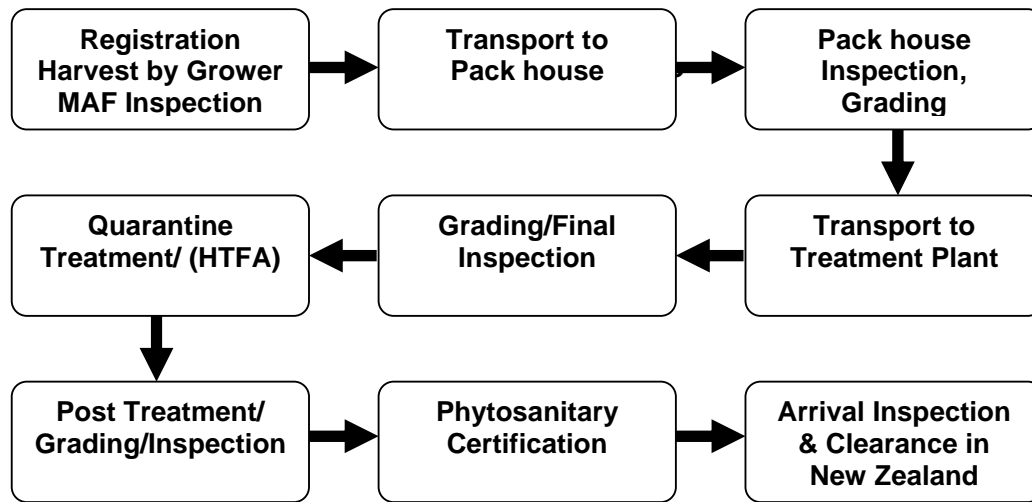 Registration
Harvest by Grower
MAF Inspection
Transport to
Pack house
Pack house
Inspection,
Grading
Transport to
Treatment Plant
Grading/Final
Inspection
Quarantine
Treatment/ (HTFA)
Post Treatment/
Grading/Inspection
Phytosanitary
Certification
Arrival Inspection
& Clearance in
New Zealand